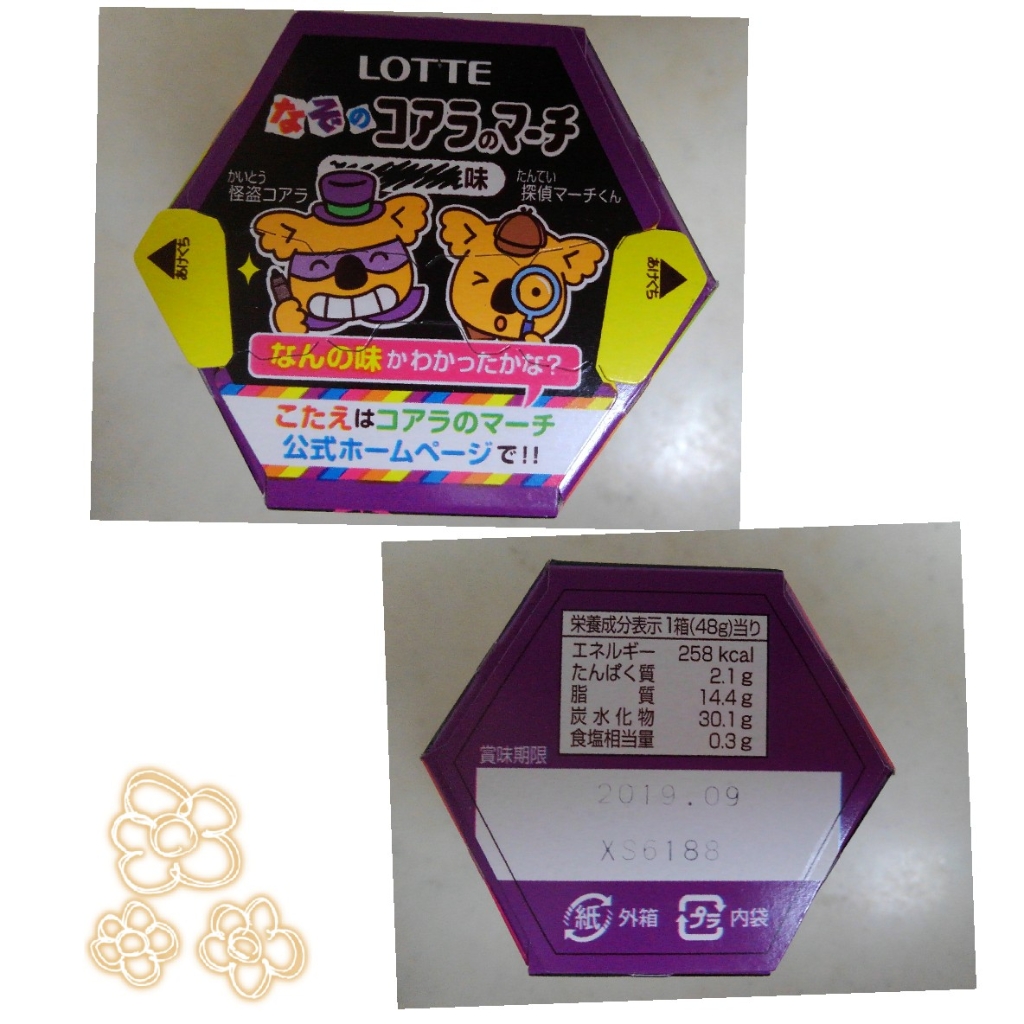 LOTTE
なぞのコアラのマーチ
味
かいとう
怪盗コアラ
たんてい
探偵マーチくん
あけくち
あけくち
なんの味かわかったかな？
こたえはコアラのマーチ
公式ホームページで!!
栄養成分表示1箱(48g)当り
エネルギー 258 kcal
たんぱく質 2.1 g
脂質 14.4 g
炭水化物 30.1 g
食塩相当量 0.3 g
賞味期限
2019.09
XS6188
紙 外箱 プラ 内袋